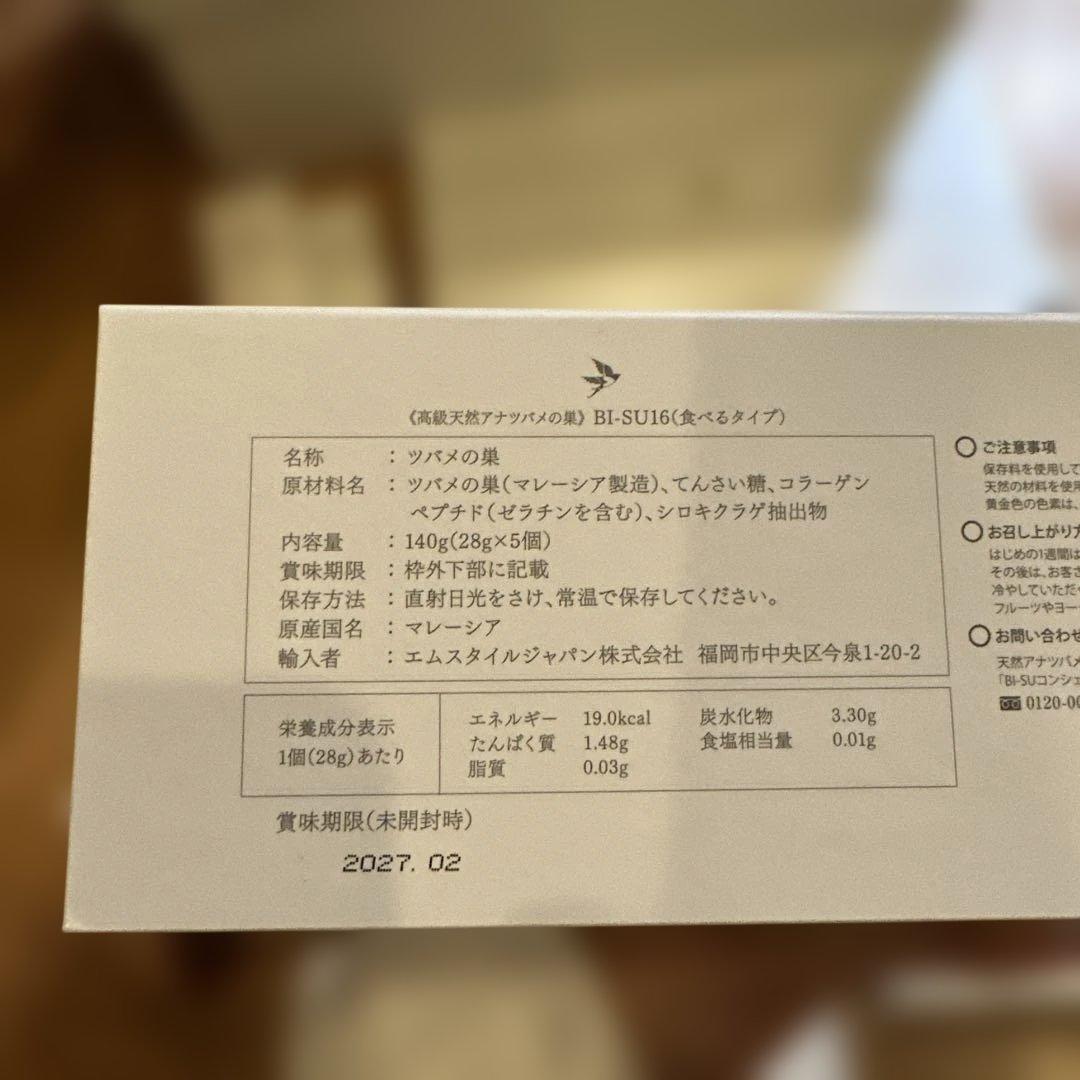 《高級天然アナツバメの巣》BI-SU16(食べるタイプ)
名称 : ツバメの巣
原材料名 : ツバメの巣(マレーシア製造)、てんさい糖、コラーゲン
ペプチド(ゼラチンを含む)、シロキクラゲ抽出物
内容量 : 140g(28g×5個)
賞味期限 : 枠外下部に記載
保存方法 : 直射日光をさけ、常温で保存してください。
原産国名 : マレーシア
輸入者 : エムスタイルジャパン株式会社 福岡市中央区今泉1-20-2
栄養成分表示
1個(28g)あたり
エネルギー 19.0kcal 炭水化物 3.30g
たんぱく質 1.48g 食塩相当量 0.01g
脂質 0.03g
賞味期限(未開封時)
2027. 02
○ご注意事項
保存料を使用して
天然の材料を使用
黄金色の色素は、
○お召し上がり方
はじめの1週間は
その後は、お客さ
冷やしていただ
フルーツやヨー
○お問い合わせ
天然アナツバメ
「BI-SUコンシェ
0120-00